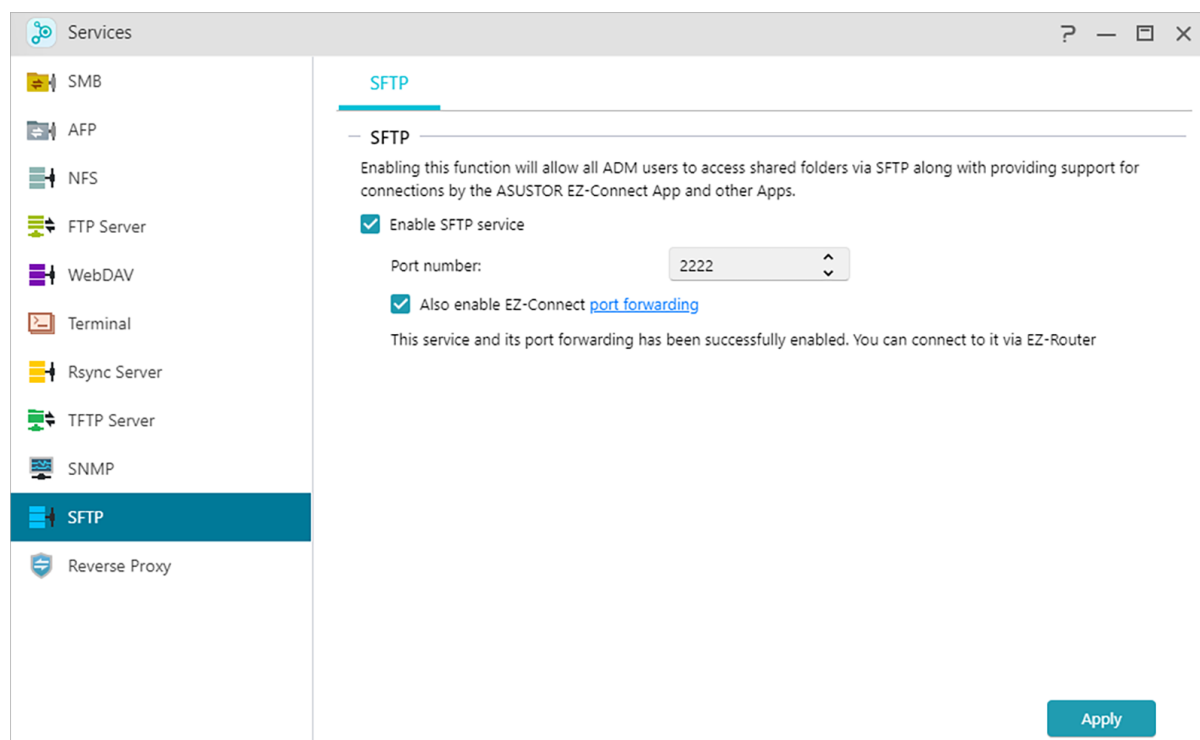 Services
SMB
AFP
NFS
FTP Server
WebDAV
Terminal
Rsync Server
TFTP Server
SNMP
SFTP
Reverse Proxy
SFTP
SFTP
Enabling this function will allow all ADM users to access shared folders via SFTP along with providing support for
connections by the ASUSTOR EZ-Connect App and other Apps.
Enable SFTP service
Port number: 2222
Also enable EZ-Connect port forwarding
This service and its port forwarding has been successfully enabled. You can connect to it via EZ-Router
Apply